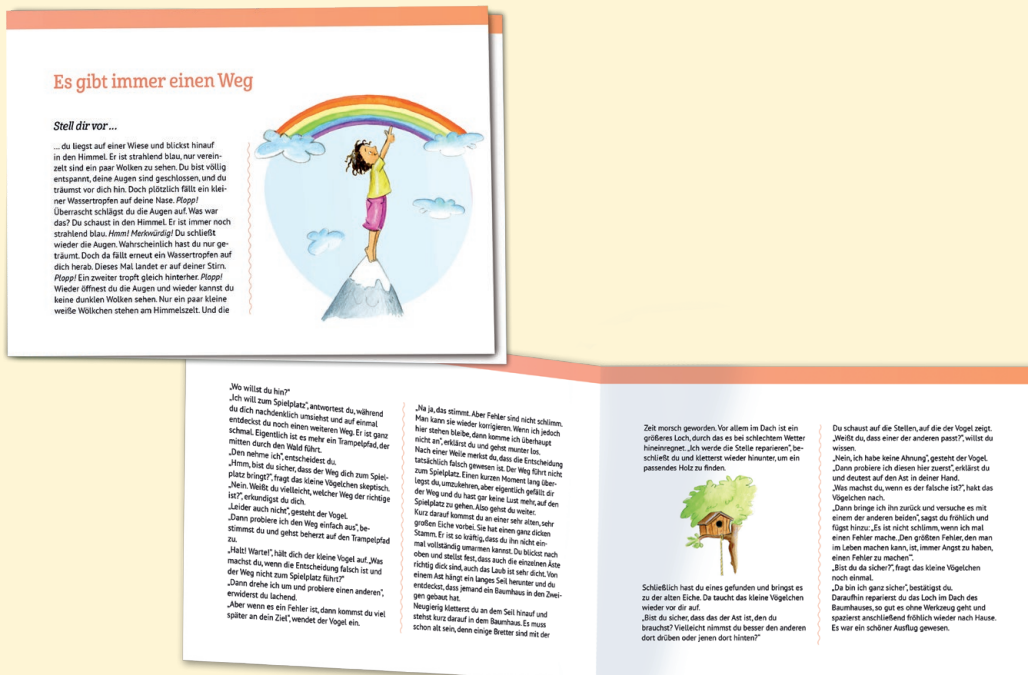 Es gibt immer einen Weg
Stell dir vor ...
... du liegst auf einer Wiese und blickst hinauf
in den Himmel. Er ist strahlend blau, nur verein-
zelt sind ein paar Wolken zu sehen. Du bist völlig
entspannt, deine Augen sind geschlossen, und du
träumst vor dich hin. Doch plötzlich fällt ein klei-
ner Wassertropfen auf deine Nase. Plopp!
Überrascht schlägst du die Augen auf. Was war
das? Du schaust in den Himmel. Er ist immer noch
strahlend blau. Hmm! Merkwürdig! Du schließt
wieder die Augen. Wahrscheinlich hast du nur ge-
träumt. Doch da fällt erneut ein Wassertropfen auf
dich herab. Dieses Mal landet er auf deiner Stirn.
Plopp! Ein zweiter tropft gleich hinterher. Plopp!
Wieder öffnest du die Augen und wieder kannst du
keine dunklen Wolken sehen. Nur ein paar kleine
weiße Wölkchen stehen am Himmelszelt. Und die
„Wo willst du hin?“
„Ich will zum Spielplatz“, antwortest du, während
du dich nachdenklich umsiehst und auf einmal
entdeckst du noch einen weiteren Weg. Er ist ganz
schmal. Eigentlich ist es mehr ein Trampelpfad, der
mitten durch den Wald führt.
„Den nehme ich“, entscheidest du.
„Hmm, bist du sicher, dass der Weg dich zum Spiel-
platz bringt?“, fragt das kleine Vögelchen skeptisch.
„Nein. Weißt du vielleicht, welcher Weg der richtige
ist?“, erkundigst du dich.
„Leider auch nicht“, gesteht der Vogel.
„Dann probiere ich den Weg einfach aus“, be-
stimmst du und gehst beherzt auf den Trampelpfad
zu.
„Halt! Warte!“, hält dich der kleine Vogel auf. „Was
machst du, wenn die Entscheidung falsch ist und
der Weg nicht zum Spielplatz führt?“
„Dann drehe ich um und probiere einen anderen“,
erwiderst du lachend.
„Aber wenn es ein Fehler ist, dann kommst du viel
später an dein Ziel“, wendet der Vogel ein.
„Na ja, das stimmt. Aber Fehler sind nicht schlimm.
Man kann sie wieder korrigieren. Wenn ich jedoch
hier stehen bleibe, dann komme ich überhaupt
nicht an“, erklärst du und gehst munter los.
Nach einer Weile merkst du, dass die Entscheidung
tatsächlich falsch gewesen ist. Der Weg führt nicht
zum Spielplatz. Einen kurzen Moment lang über-
legst du, umzukehren, aber eigentlich gefällt dir
der Weg und du hast gar keine Lust mehr, auf den
Spielplatz zu gehen. Also gehst du weiter.
Kurz darauf kommst du an einer sehr alten, sehr
großen Eiche vorbei. Sie hat einen ganz dicken
Stamm. Er ist so kräftig, dass du ihn nicht ein-
mal vollständig umarmen kannst. Du blickst nach
oben und stellst fest, dass auch die einzelnen Äste
richtig dick sind, auch das Laub ist sehr dicht. Von
einem Ast hängt ein langes Seil herunter und du
entdeckst, dass jemand ein Baumhaus in den Zwei-
gen gebaut hat.
Neugierig kletterst du an dem Seil hinauf und
stehst kurz darauf in dem Baumhaus. Es muss
schon alt sein, denn einige Bretter sind mit der
Zeit morsch geworden. Vor allem im Dach ist ein
größeres Loch, durch das es bei schlechtem Wetter
hineinregnet. „Ich werde die Stelle reparieren“, be-
schließt du und kletterst wieder hinunter, um ein
passendes Holz zu finden.
Schließlich hast du eines gefunden und bringst es
zu der alten Eiche. Da taucht das kleine Vögelchen
wieder vor dir auf.
„Bist du sicher, dass das der Ast ist, den du
brauchst? Vielleicht nimmst du besser den anderen
dort drüben oder jenen dort hinten?“
Du schaust auf die Stellen, auf die der Vogel zeigt.
„Weißt du, dass einer der anderen passt?“, willst du
wissen.
„Nein, ich habe keine Ahnung“, gesteht der Vogel.
„Dann probiere ich diesen hier zuerst“, erklärst du
und deutest auf den Ast in deiner Hand.
„Was machst du, wenn es der falsche ist?“, hakt das
Vögelchen nach.
„Dann bringe ich ihn zurück und versuche es mit
einem der anderen beiden“, sagst du fröhlich und
fügst hinzu: „Es ist nicht schlimm, wenn ich mal
einen Fehler mache. ‚Den größten Fehler, den man
im Leben machen kann, ist, immer Angst zu haben,
einen Fehler zu machen‘“.
„Bist du da sicher?“, fragt das kleine Vögelchen
noch einmal.
„Da bin ich ganz sicher“, bestätigst du.
Daraufhin reparierst du das Loch im Dach des
Baumhauses, so gut es ohne Werkzeug geht und
spazierst anschließend fröhlich wieder nach Hause.
Es war ein schöner Ausflug gewesen.